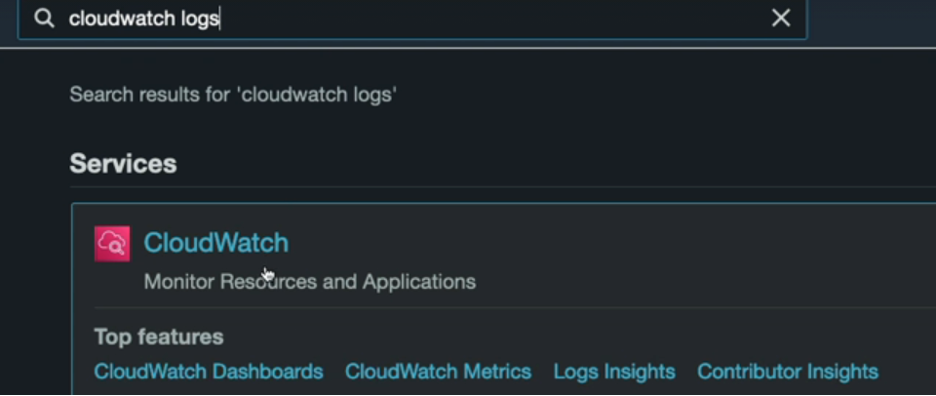 cloudwatch logs
Search results for 'cloudwatch logs'
Services
CloudWatch
Monitor Resources and Applications
Top features
CloudWatch Dashboards CloudWatch Metrics Logs Insights Contributor Insights